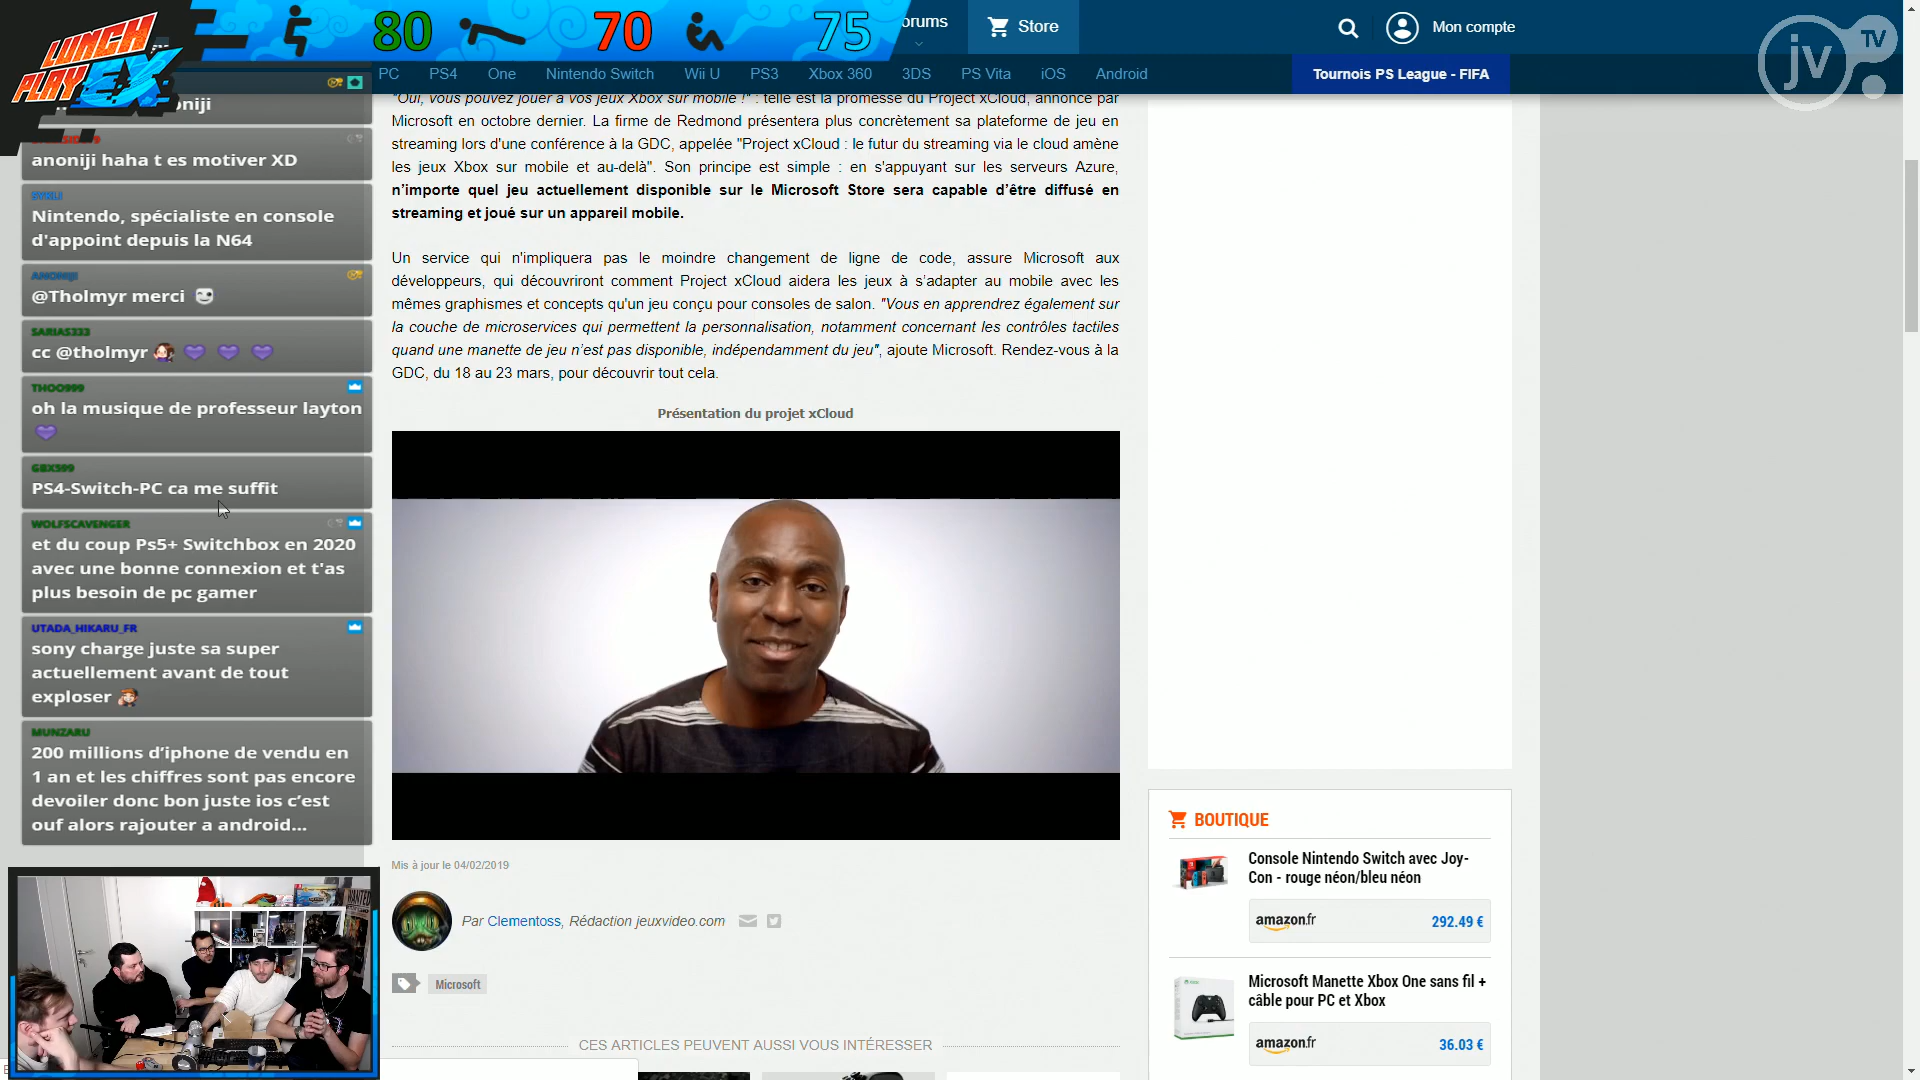 LUNCH
PLAY EX
80
70
75
orums
Store
Mon compte
jv
TV
PC
PS4
One
Nintendo Switch
Wii U
PS3
Xbox 360
3DS
PS Vita
iOS
Android
Tournois PS League - FIFA
niji
anoniji haha t es motiver XD
Nintendo, spécialiste en console
d'appoint depuis la N64
ANONIJI
@Tholmyr merci
SARIAS333
cc @tholmyr
THOO999
oh la musique de professeur layton
GBX599
PS4-Switch-PC ca me suffit
WOLFSCAVENGER
et du coup Ps5+ Switchbox en 2020
avec une bonne connexion et t'as
plus besoin de pc gamer
UTADA_HIKARU_FR
sony charge juste sa super
actuellement avant de tout
exploser
MUNZARU
200 millions d’iphone de vendu en
1 an et les chiffres sont pas encore
devoiler donc bon juste ios c’est
ouf alors rajouter a android...
"Oui, vous pouvez jouer à vos jeux Xbox sur mobile !" : telle est la promesse du Project xCloud, annoncé par
Microsoft en octobre dernier. La firme de Redmond présentera plus concrètement sa plateforme de jeu en
streaming lors d'une conférence à la GDC, appelée "Project xCloud : le futur du streaming via le cloud amène
les jeux Xbox sur mobile et au-delà". Son principe est simple : en s'appuyant sur les serveurs Azure,
n’importe quel jeu actuellement disponible sur le Microsoft Store sera capable d’être diffusé en
streaming et joué sur un appareil mobile.
Un service qui n'impliquera pas le moindre changement de ligne de code, assure Microsoft aux
développeurs, qui découvriront comment Project xCloud aidera les jeux à s’adapter au mobile avec les
mêmes graphismes et concepts qu'un jeu conçu pour consoles de salon. "Vous en apprendrez également sur
la couche de microservices qui permettent la personnalisation, notamment concernant les contrôles tactiles
quand une manette de jeu n’est pas disponible, indépendamment du jeu", ajoute Microsoft. Rendez-vous à la
GDC, du 18 au 23 mars, pour découvrir tout cela.
Présentation du projet xCloud
Mis à jour le 04/02/2019
Par Clementoss, Rédaction jeuxvideo.com
Microsoft
CES ARTICLES PEUVENT AUSSI VOUS INTÉRESSER
BOUTIQUE
Console Nintendo Switch avec Joy-
Con - rouge néon/bleu néon
amazon.fr
292.49 €
Microsoft Manette Xbox One sans fil +
câble pour PC et Xbox
amazon.fr
36.03 €
WANTED